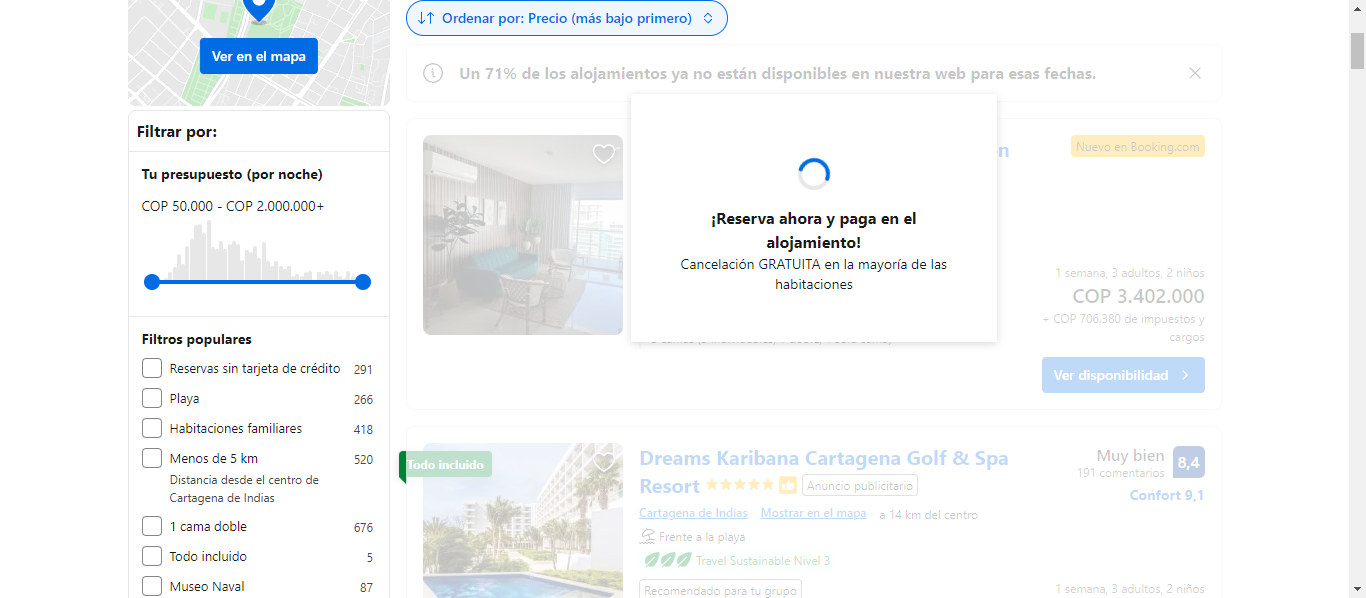 Ver en el mapa
Filtrar por:
Tu presupuesto (por noche)
COP 50.000 - COP 2.000.000+
Filtros populares
Reservas sin tarjeta de crédito 291
Playa 266
Habitaciones familiares 418
Menos de 5 km 520
Distancia desde el centro de
Cartagena de Indias
1 cama doble 676
Todo incluido 5
Museo Naval 87
Ordenar por: Precio (más bajo primero)
Un 71% de los alojamientos ya no están disponibles en nuestra web para esas fechas.
Nuevo en Booking.com
¡Reserva ahora y paga en el
alojamiento!
Cancelación GRATUITA en la mayoría de las
habitaciones
1 semana, 3 adultos, 2 niños
COP 3.402.000
+ COP 706.380 de impuestos y
cargos
Ver disponibilidad
Todo incluido
Dreams Karibana Cartagena Golf & Spa
Resort Anuncio publicitario
Muy bien 8,4
191 comentarios
Confort 9,1
Cartagena de Indias Mostrar en el mapa a 14 km del centro
Frente a la playa
Travel Sustainable Nivel 3
Recomendado para tu grupo
1 semana, 3 adultos, 2 niños